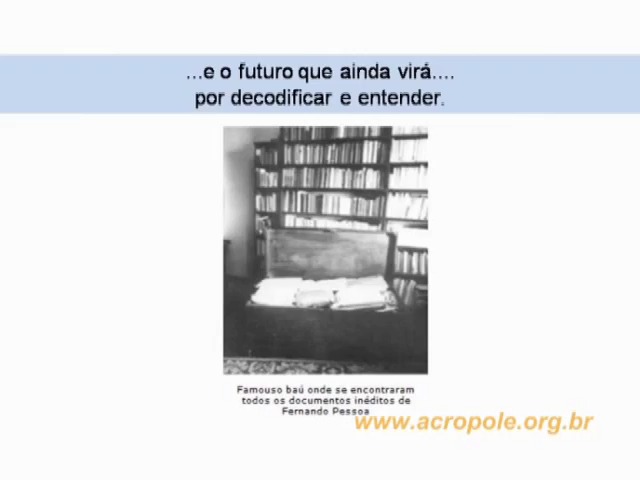 ...e o futuro que ainda virá....
por decodificar e entender.
Famouso baú onde se encontraram
todos os documentos inéditos de
Fernando Pessoa
www.acropole.org.br